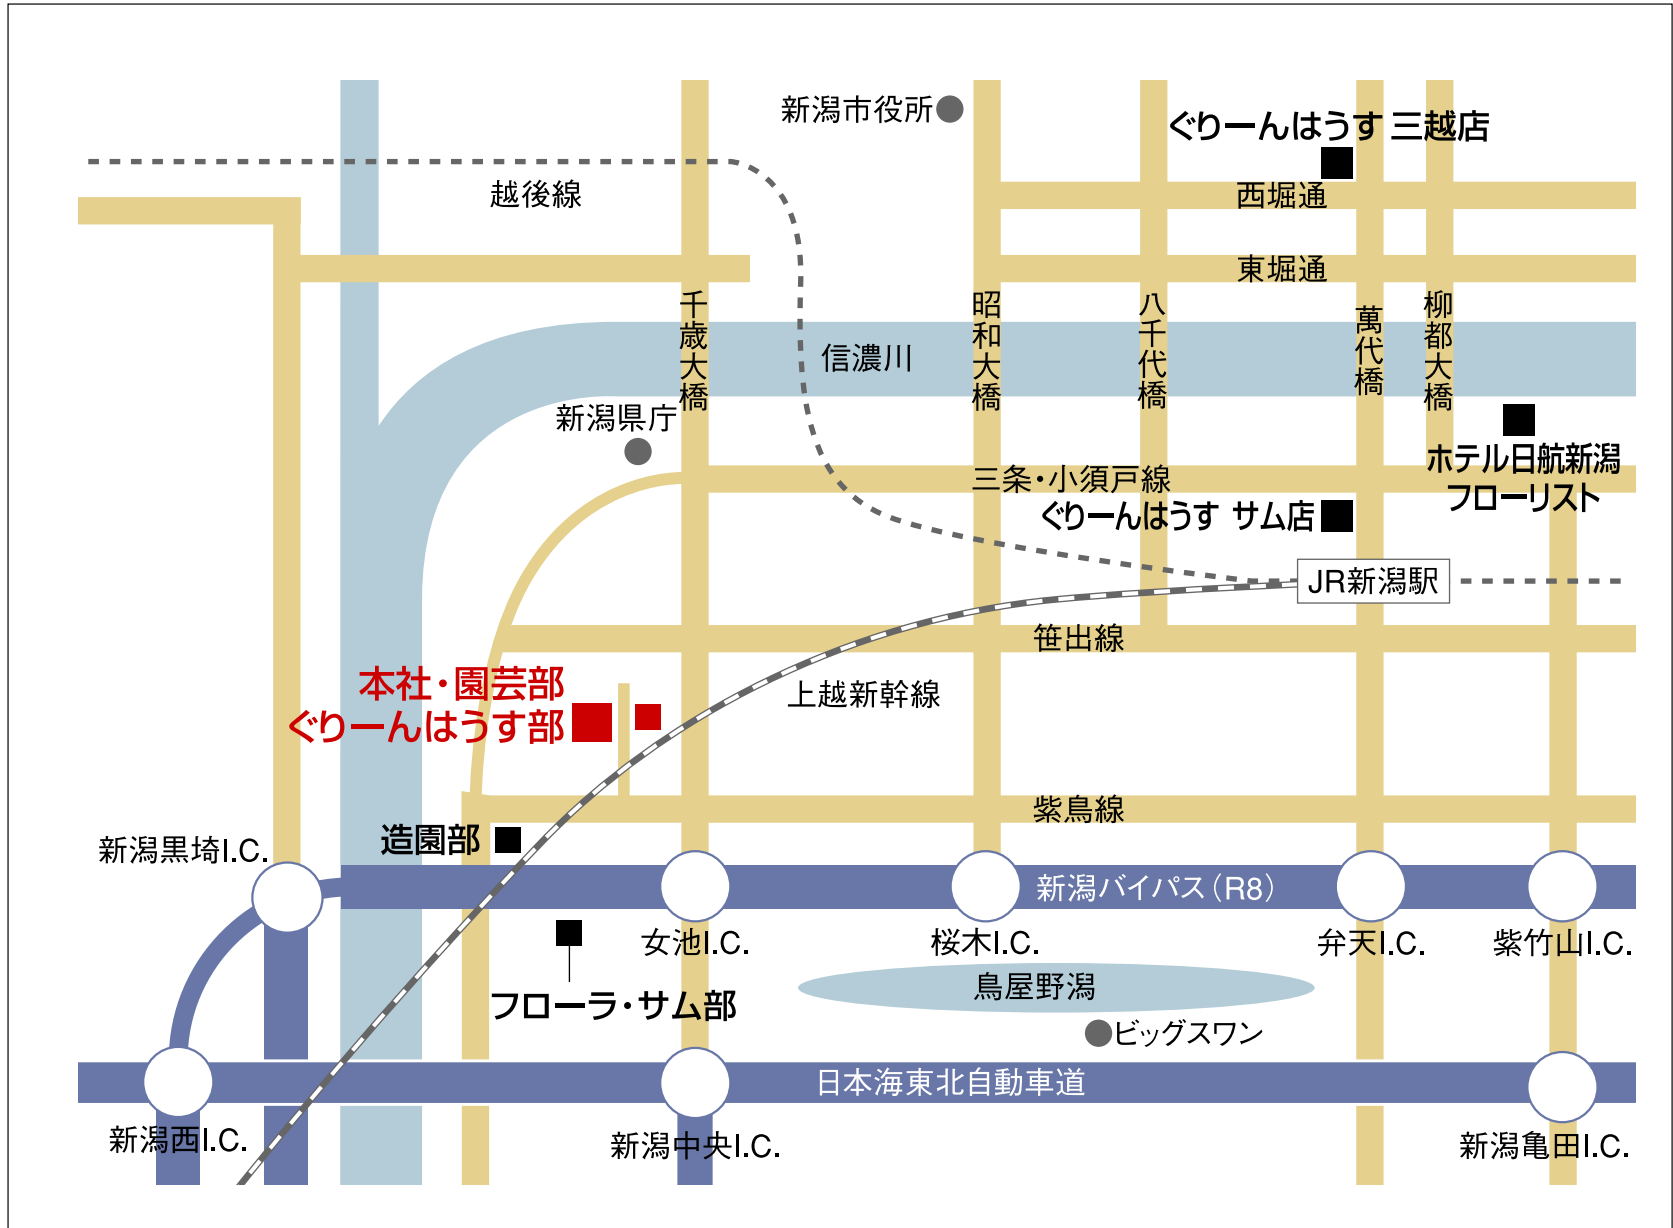 新潟市役所
ぐりーんはうす 三越店
越後線
西堀通
東堀通
千歳大橋
昭和大橋
八千代橋
萬代橋
柳都大橋
信濃川
新潟県庁
ホテル日航新潟
フローリスト
三条・小須戸線
ぐりーんはうす サム店
JR新潟駅
笹出線
本社・園芸部
ぐりーんはうす部
上越新幹線
紫鳥線
造園部
新潟黒埼I.C.
新潟バイパス（R8）
女池I.C.
桜木I.C.
弁天I.C.
紫竹山I.C.
フローラ・サム部
鳥屋野潟
ビッグスワン
日本海東北自動車道
新潟西I.C.
新潟中央I.C.
新潟亀田I.C.